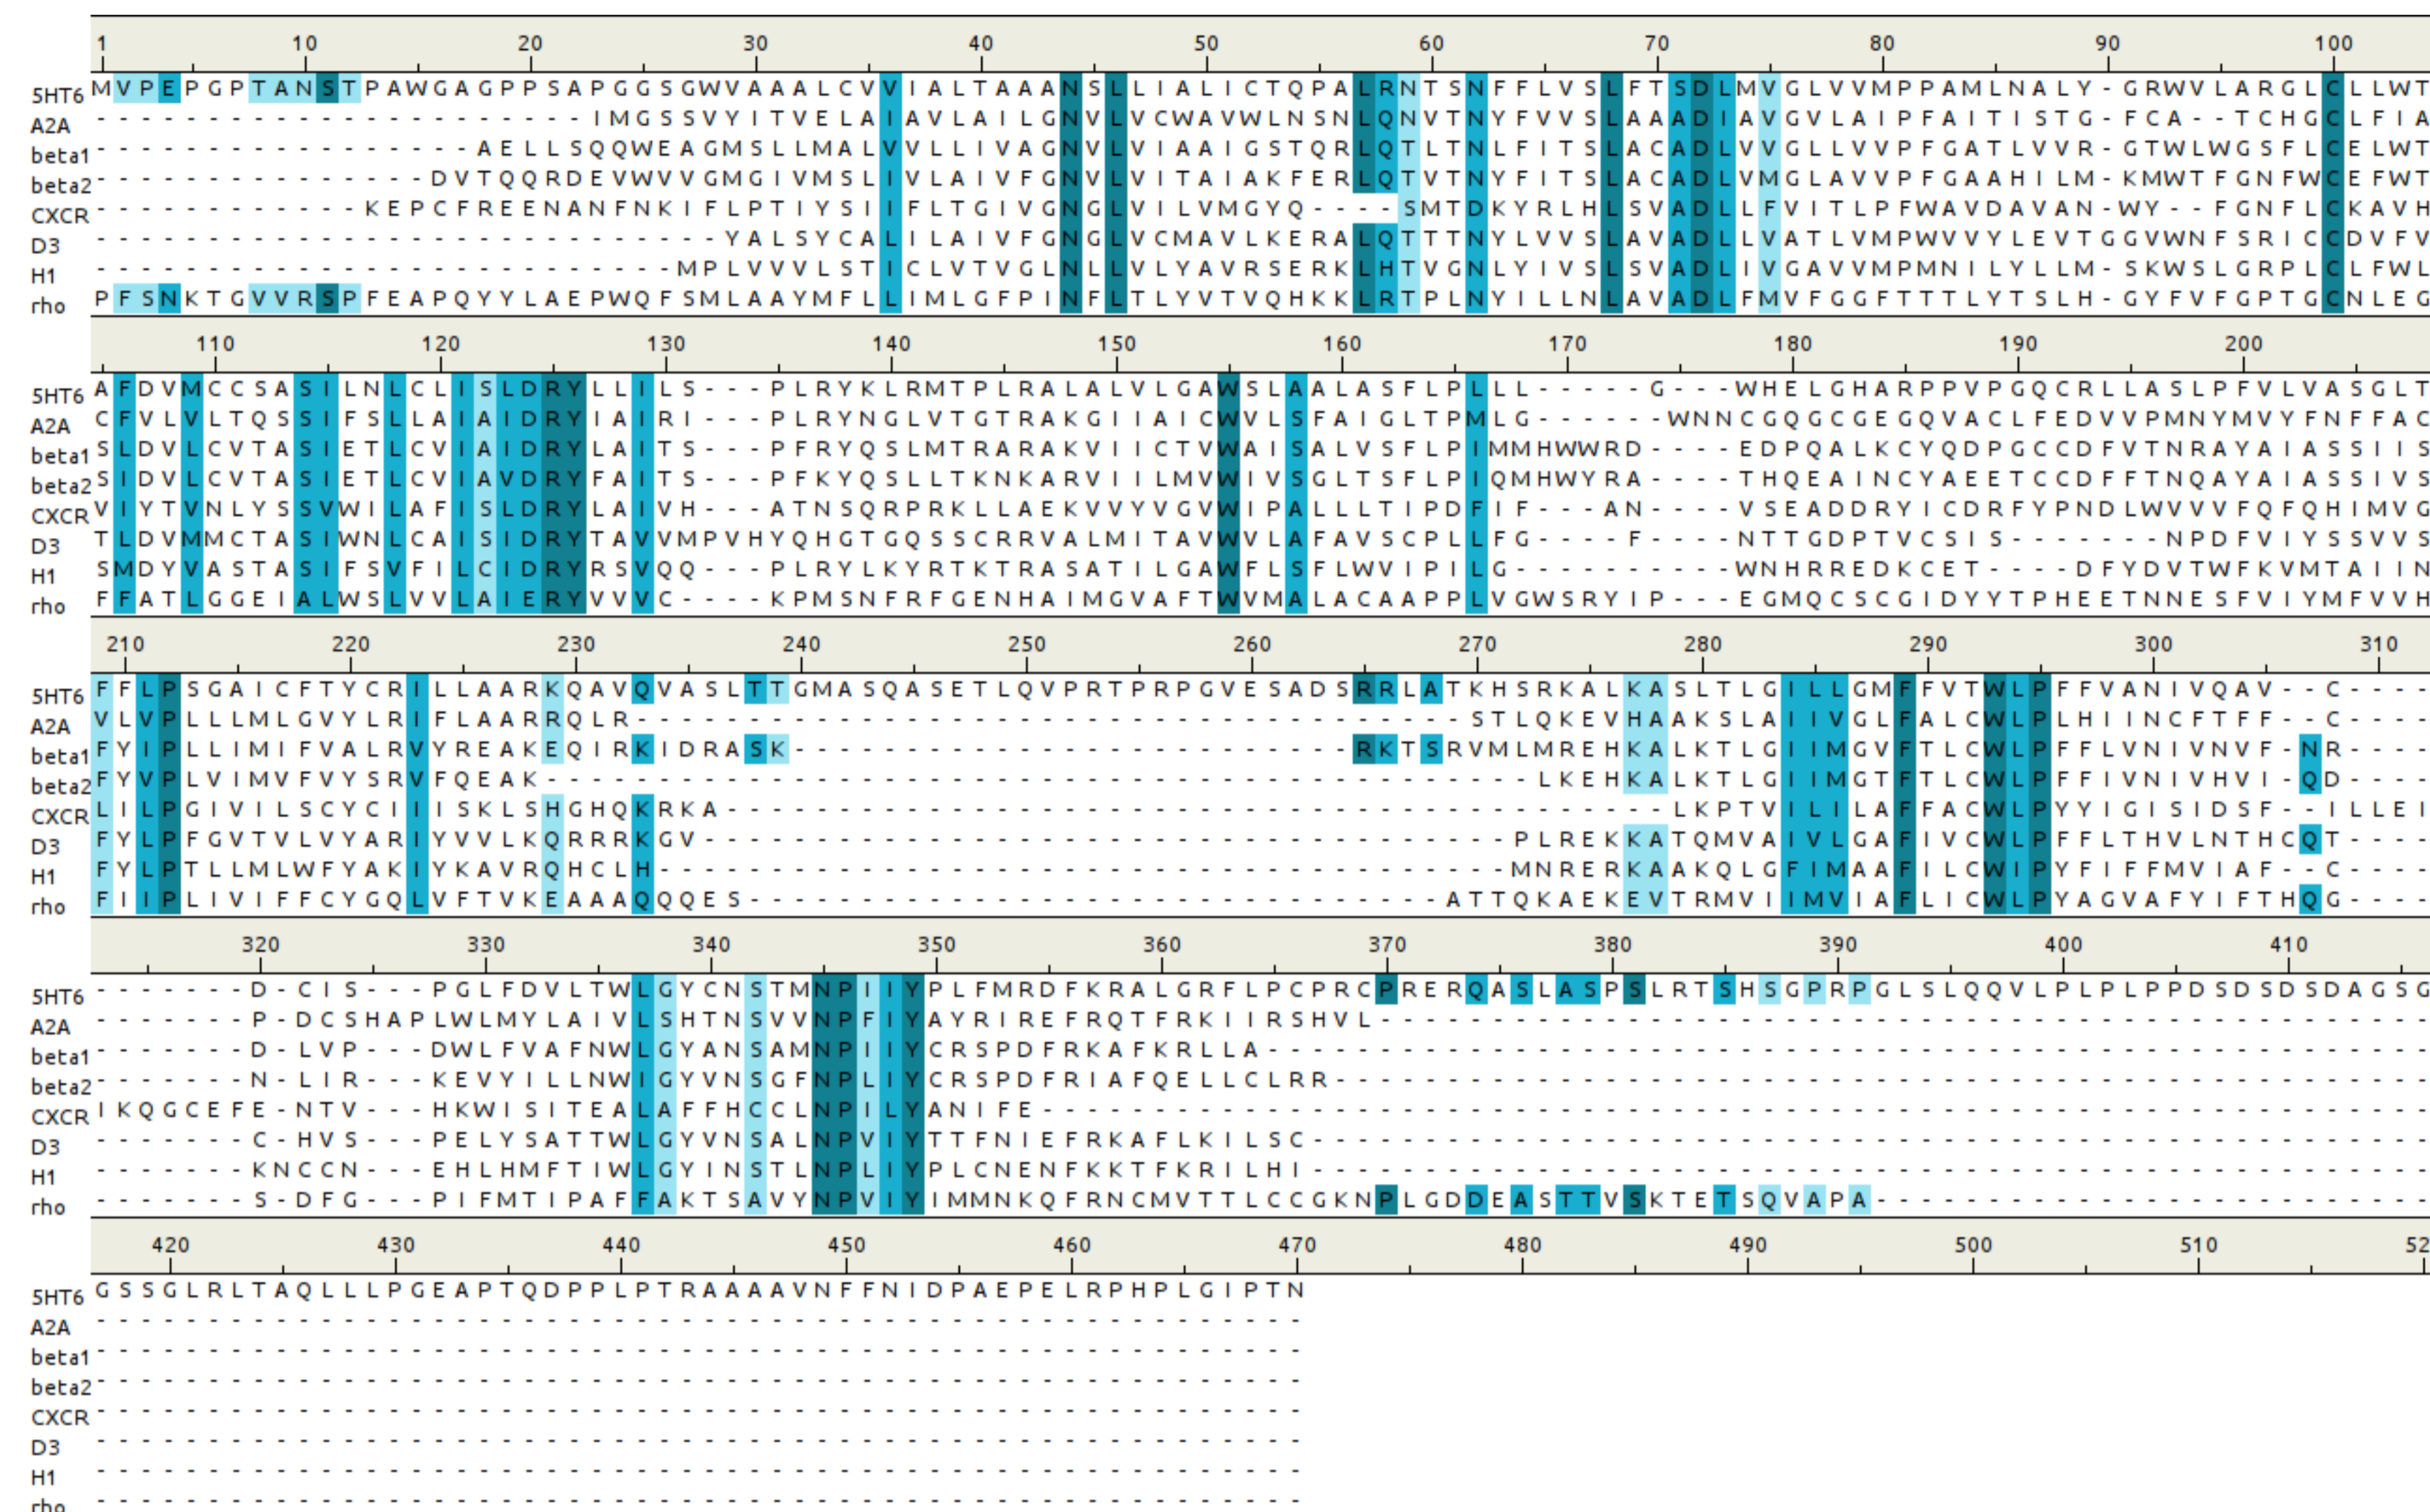 1 10 20 30 40 50 60 70 80 90 100
5HT6 MVPEPGPTANSTPAWGAGPPSAPGGSGWVAAALCVVIALTAAANSLLIALICTQPALRNTSNFFLVSLFTSDLMVGLVVMPPAMLNALY-GRWVLARGLCLLWT
A2A ----------------------IMGSSVYITVELAIAVLAILGNVLVCWAVWLNSNLQNVTNYFVVSLAAADIAVGVLAIPFAITISTG-FCA--TCHGCLFIA
beta1 -----------------AELLSQQWEAGMSLLMALVVLLIVAGNVLVIAAIGSTQRLQTLTNLFITSLACADLVVGLLVVPFGATLVVR-GTWLWGSFLCELWT
beta2 ---------------DVTQQRDEVWVVGMGIVMSLIVLAIVFGNVLVITAIAKFERLQTVTNYFITSLACADLVMGLAVVPFGAAHILM-KMWTFGNFWCEFWT
CXCR ------------KEPCFREENANFNKIFLPTIYSIIFLTGIVGNGLVILVMGYQ----SMTDKYRLHLSVADLLFVITLPFWAVDAVAN-WY--FGNFLCKAVH
D3 ----------------------------YALSYCALILAIVFGNGLVCMAVLKERALQTTTNYLVVSLAVADLLVATLVMPWVVYLEVTGGVWNFSRICCDVFV
H1 --------------------------MPLVVVLSTICLVTVGLNLLVLYAVRSERKLHTVGNLYIVSLSVADLIVGAVVMPMNILYLLM-SKWSLGRPLCLFWL
rho PFSNKTGVVRSPFEAPQYYLAEPWQFSMLAAYMFLLIMLGFPINFLTLYVTVQHKKLRTPLNYILLNLAVADLFMVFGGFTTTLYTSLH-GYFVFGPTGCNLEG
110 120 130 140 150 160 170 180 190 200
5HT6 AFDVMCCSASILNLCLISLDRYLLILS---PLRYKLRMTPLRALALVLGAWSLAALASFLPLLL-----G---WHELGHARPPVPGQCRLLASLPFVLVASGLT
A2A CFVLVLTQSSIFSLLAIAIDRYIAIRI---PLRYNGLVTGTRAKGIIAICWVLSFAIGLTPMLG------WNNCGQGCGEGQVACLFEDVVPMNYMVYFNFFAC
beta1 SLDVLCVTASIETLCVIAIDRYLAITS---PFRYQSLMTRARAKVIICTVWAISALVSFLPIMMHWWRD----EDPQALKCYQDPGCCDFVTNRAYAIASSIIS
beta2 SIDVLCVTASIETLCVIAVDRYFAITS---PFKYQSLLTKNKARVIILMVWIVSGLTSFLPIQMHWYRA----THQEAINCYAEETCCDFFTNQAYAIASSIVS
CXCR VIYTVNLYSSVWILAFISLDRYLAIVH---ATNSQRPRKLLAEKVVYVGVWIPALLLTIPDFIF---AN----VSEADDRYICDRFYPNDLWVVVFQFQHIMVG
D3 TLDVMMCTASIWNLCAISIDRYTAVVMPVHYQHGTGQSSCRRVALMITAVWVLAFAVSCPLLFG----F----NTTGDPTVCSIS-------NPDFVIYSSVVS
H1 SMDYVASTASIFSVFILCIDRYRSVQQ---PLRYLKYRTKTRASATILGAWFLSFLWVIPILG----------WNHRREDKCET----DFYDVTWFKVMTAIIN
rho FFATLGGEIALWSLVVLAIERYVVVC----KPMSNFRFGENHAIMGVAFTWVMALACAAPPLVGWSRYIP---EGMQCSCGIDYYTPHEETNNESFVIYMFVVH
210 220 230 240 250 260 270 280 290 300 310
5HT6 FFLPSGAICFTYCRILLAARKQAVQVASLTTGMASQASETLQVPRTPRPGVESADSRRLATKHSRKALKASLTLGILLGMFFVTWLPFFVANIVQAV--C----
A2A VLVPLLLMLGVYLRIFLAARRQLR-------------------------------------STLQKEVHAAKSLAIIVGLFALCWLPLHIINCFTFF--C----
beta1 FYIPLLIMIFVALRVYREAKEQIRKIDRASK-------------------------RKTSRVMLMREHKALKTLGIIMGVFTLCWLPFFLVNIVNVF-NR----
beta2 FYVPLVIMVFVYSRVFQEAK--------------------------------------------LKEHKALKTLGIIMGTFTLCWLPFFIVNIVHVI-QD----
CXCR LILPGIVILSCYCIIISKLSHGHQKRKA------------------------------------------LKPTVILILAFFACWLPYYIGISIDSF--ILLEI
D3 FYLPFGVTVLVYARIYVVLKQRRRKGV------------------------------------PLREKKATQMVAIVLGAFIVCWLPFFLTHVLNTHCQT----
H1 FYLPTLLMLWFYAKIYKAVRQHCLH--------------------------------------MNRERKAAKQLGFIMAAFILCWIPYFIFFMVIAF--C----
rho FIIPLIVIFFCYGQLVFTVKEAAAQQQES-------------------------------ATTQKAEKEVTRMVIIMVIAFLICWLPYAGVAFYIFTHQG----
320 330 340 350 360 370 380 390 400 410
5HT6 -------D-CIS---PGLFDVLTWLGYCNSTMNPIIYPLFMRDFKRALGRFLPCPRCPRERQASLASPSLRTSHSGPRPGLSLQQVLPLPLPPDSDSDSDAGSG
A2A -------P-DCSHAPLWLMYLAIVLSHTNSVVNPFIYAYRIREFRQTFRKIIRSHVL-----------------------------------------------
beta1 -------D-LVP---DWLFVAFNWLGYANSAMNPIIYCRSPDFRKAFKRLLA----------------------------------------------------
beta2 -------N-LIR---KEVYILLNWIGYVNSGFNPLIYCRSPDFRIAFQELLCLRR-------------------------------------------------
CXCR IKQGCEFE-NTV---HKWISITEALAFFHCCLNPILYANIFE--------------------------------------------------------------
D3 -------C-HVS---PELYSATTWLGYVNSALNPVIYTTFNIEFRKAFLKILSC--------------------------------------------------
H1 -------KNCCN---EHLHMFTIWLGYINSTLNPLIYPLCNENFKKTFKRILHI--------------------------------------------------
rho -------S-DFG---PIFMTIPAFFAKTSAVYNPVIYIMMNKQFRNCMVTTLCCGKNPLGDDEASTTVSKTETSQVAPA-------------------------
420 430 440 450 460 470 480 490 500 510 52
5HT6 GSSGLRLTAQLLLPGEAPTQDPPLPTRAAAAVNFFNIDPAEPELRPHPLGIPTN
A2A ------------------------------------------------------
beta1 ------------------------------------------------------
beta2 ------------------------------------------------------
CXCR ------------------------------------------------------
D3 ------------------------------------------------------
H1 ------------------------------------------------------
rho ------------------------------------------------------